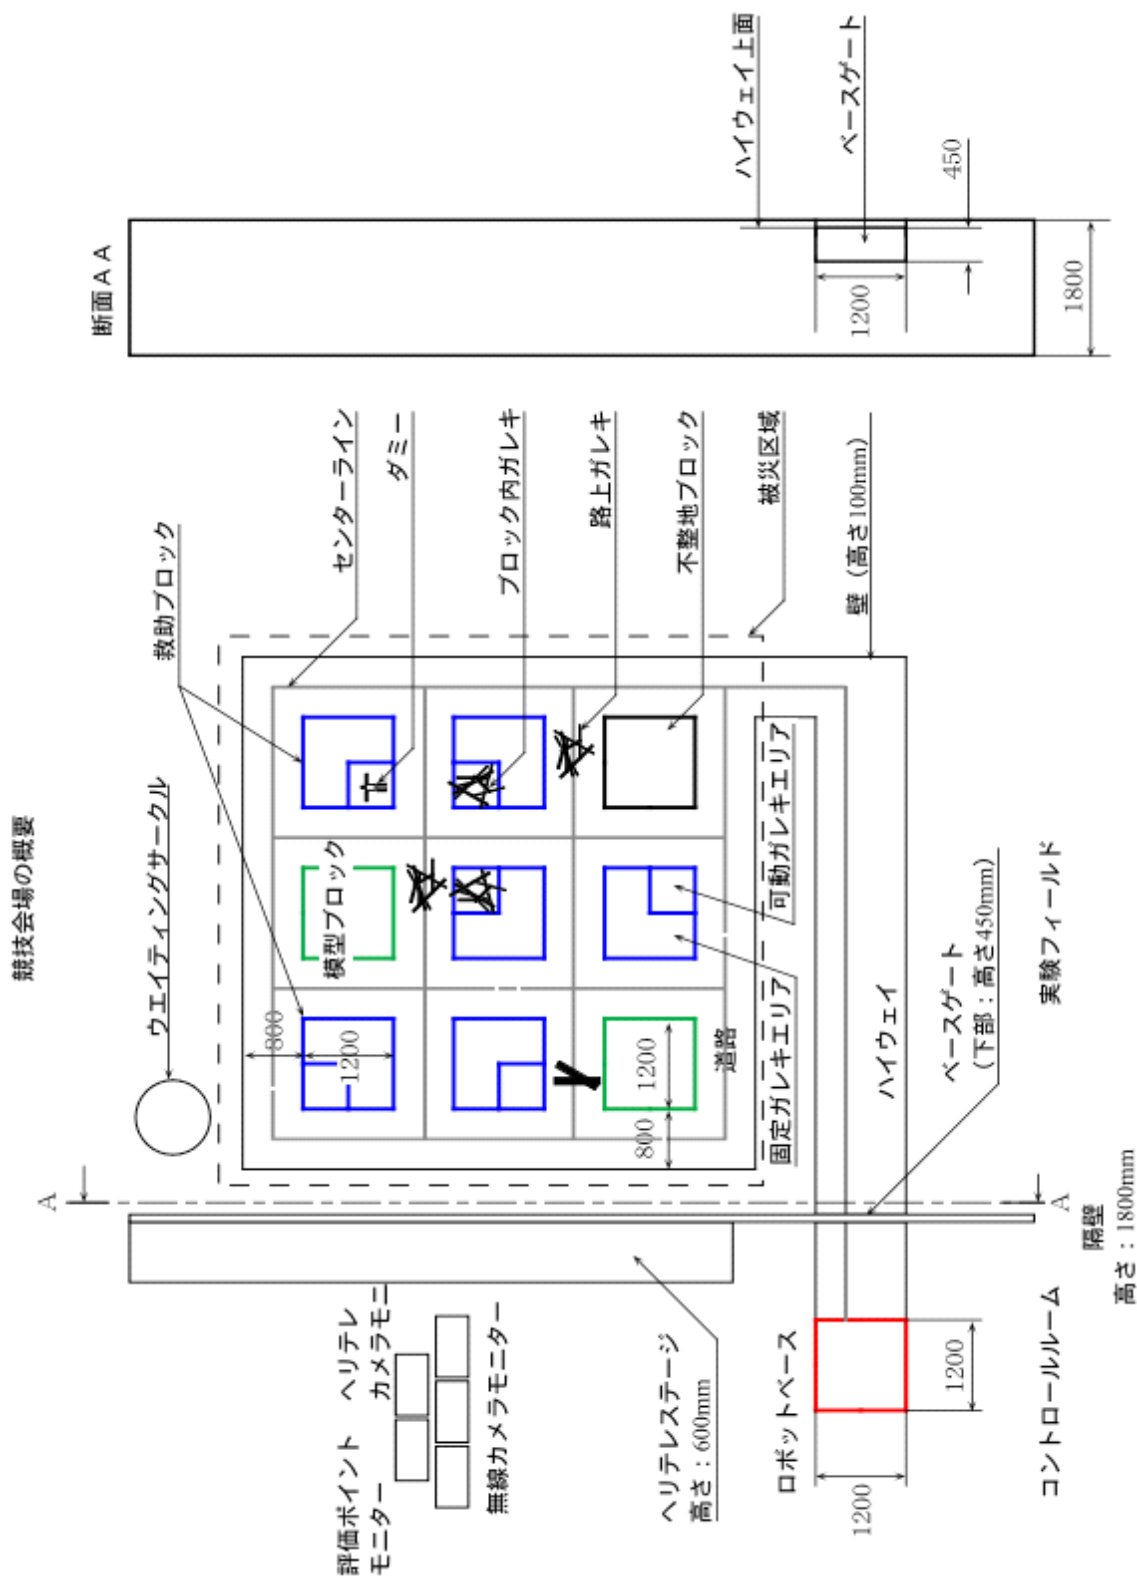 競技会場の概要
ウエイティングサークル
救助ブロック
センターライン
ダミー
ブロック内ガレキ
路上ガレキ
不整地ブロック
被災区域
壁（高さ100mm）
断面ＡＡ
ハイウェイ上面
ベースゲート
450
1200
1800
A
A
800
1200
模型ブロック
800
1200
道路
固定ガレキエリア
可動ガレキエリア
ハイウェイ
ベースゲート
（下部：高さ450mm）
実験フィールド
隔壁
高さ：1800mm
評価ポイント
モニター
ヘリテレ
カメラモニ
無線カメラモニター
ヘリテレステージ
高さ：600mm
ロボットベース
1200
1200
コントロールルーム